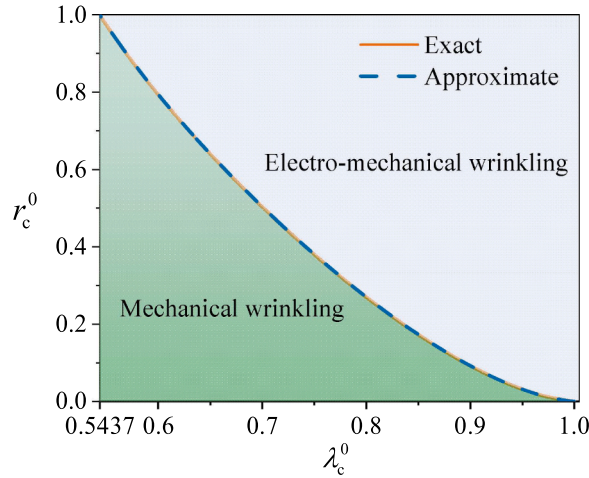 1.0
Exact
Approximate
0.8
Electro-mechanical wrinkling
0.6
r_c^0
0.4
Mechanical wrinkling
0.2
0.0
0.5437 0.6 0.7 0.8 0.9 1.0
λ_c^0